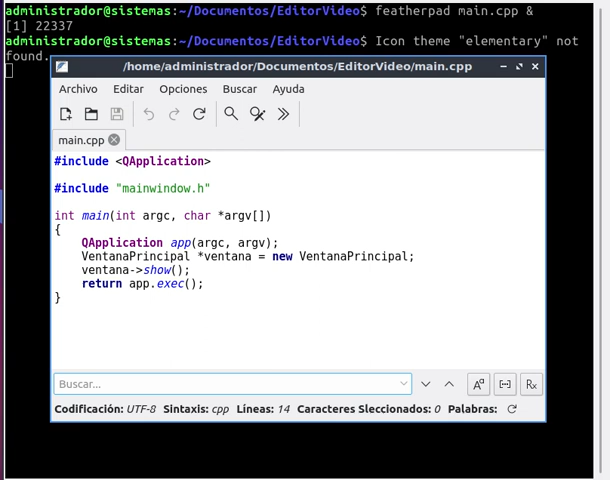 administrador@sistemas:~/Documentos/EditorVideo$ featherpad main.cpp &
[1] 22337
administrador@sistemas:~/Documentos/EditorVideo$ Icon theme "elementary" not
found.
/home/administrador/Documentos/EditorVideo/main.cpp
Archivo Editar Opciones Buscar Ayuda
main.cpp
#include <QApplication>
#include "mainwindow.h"
int main(int argc, char *argv[])
{
QApplication app(argc, argv);
VentanaPrincipal *ventana = new VentanaPrincipal;
ventana->show();
return app.exec();
}
Buscar...
Codificación: UTF-8 Sintaxis: cpp Líneas: 14 Caracteres Sleccionados: 0 Palabras: